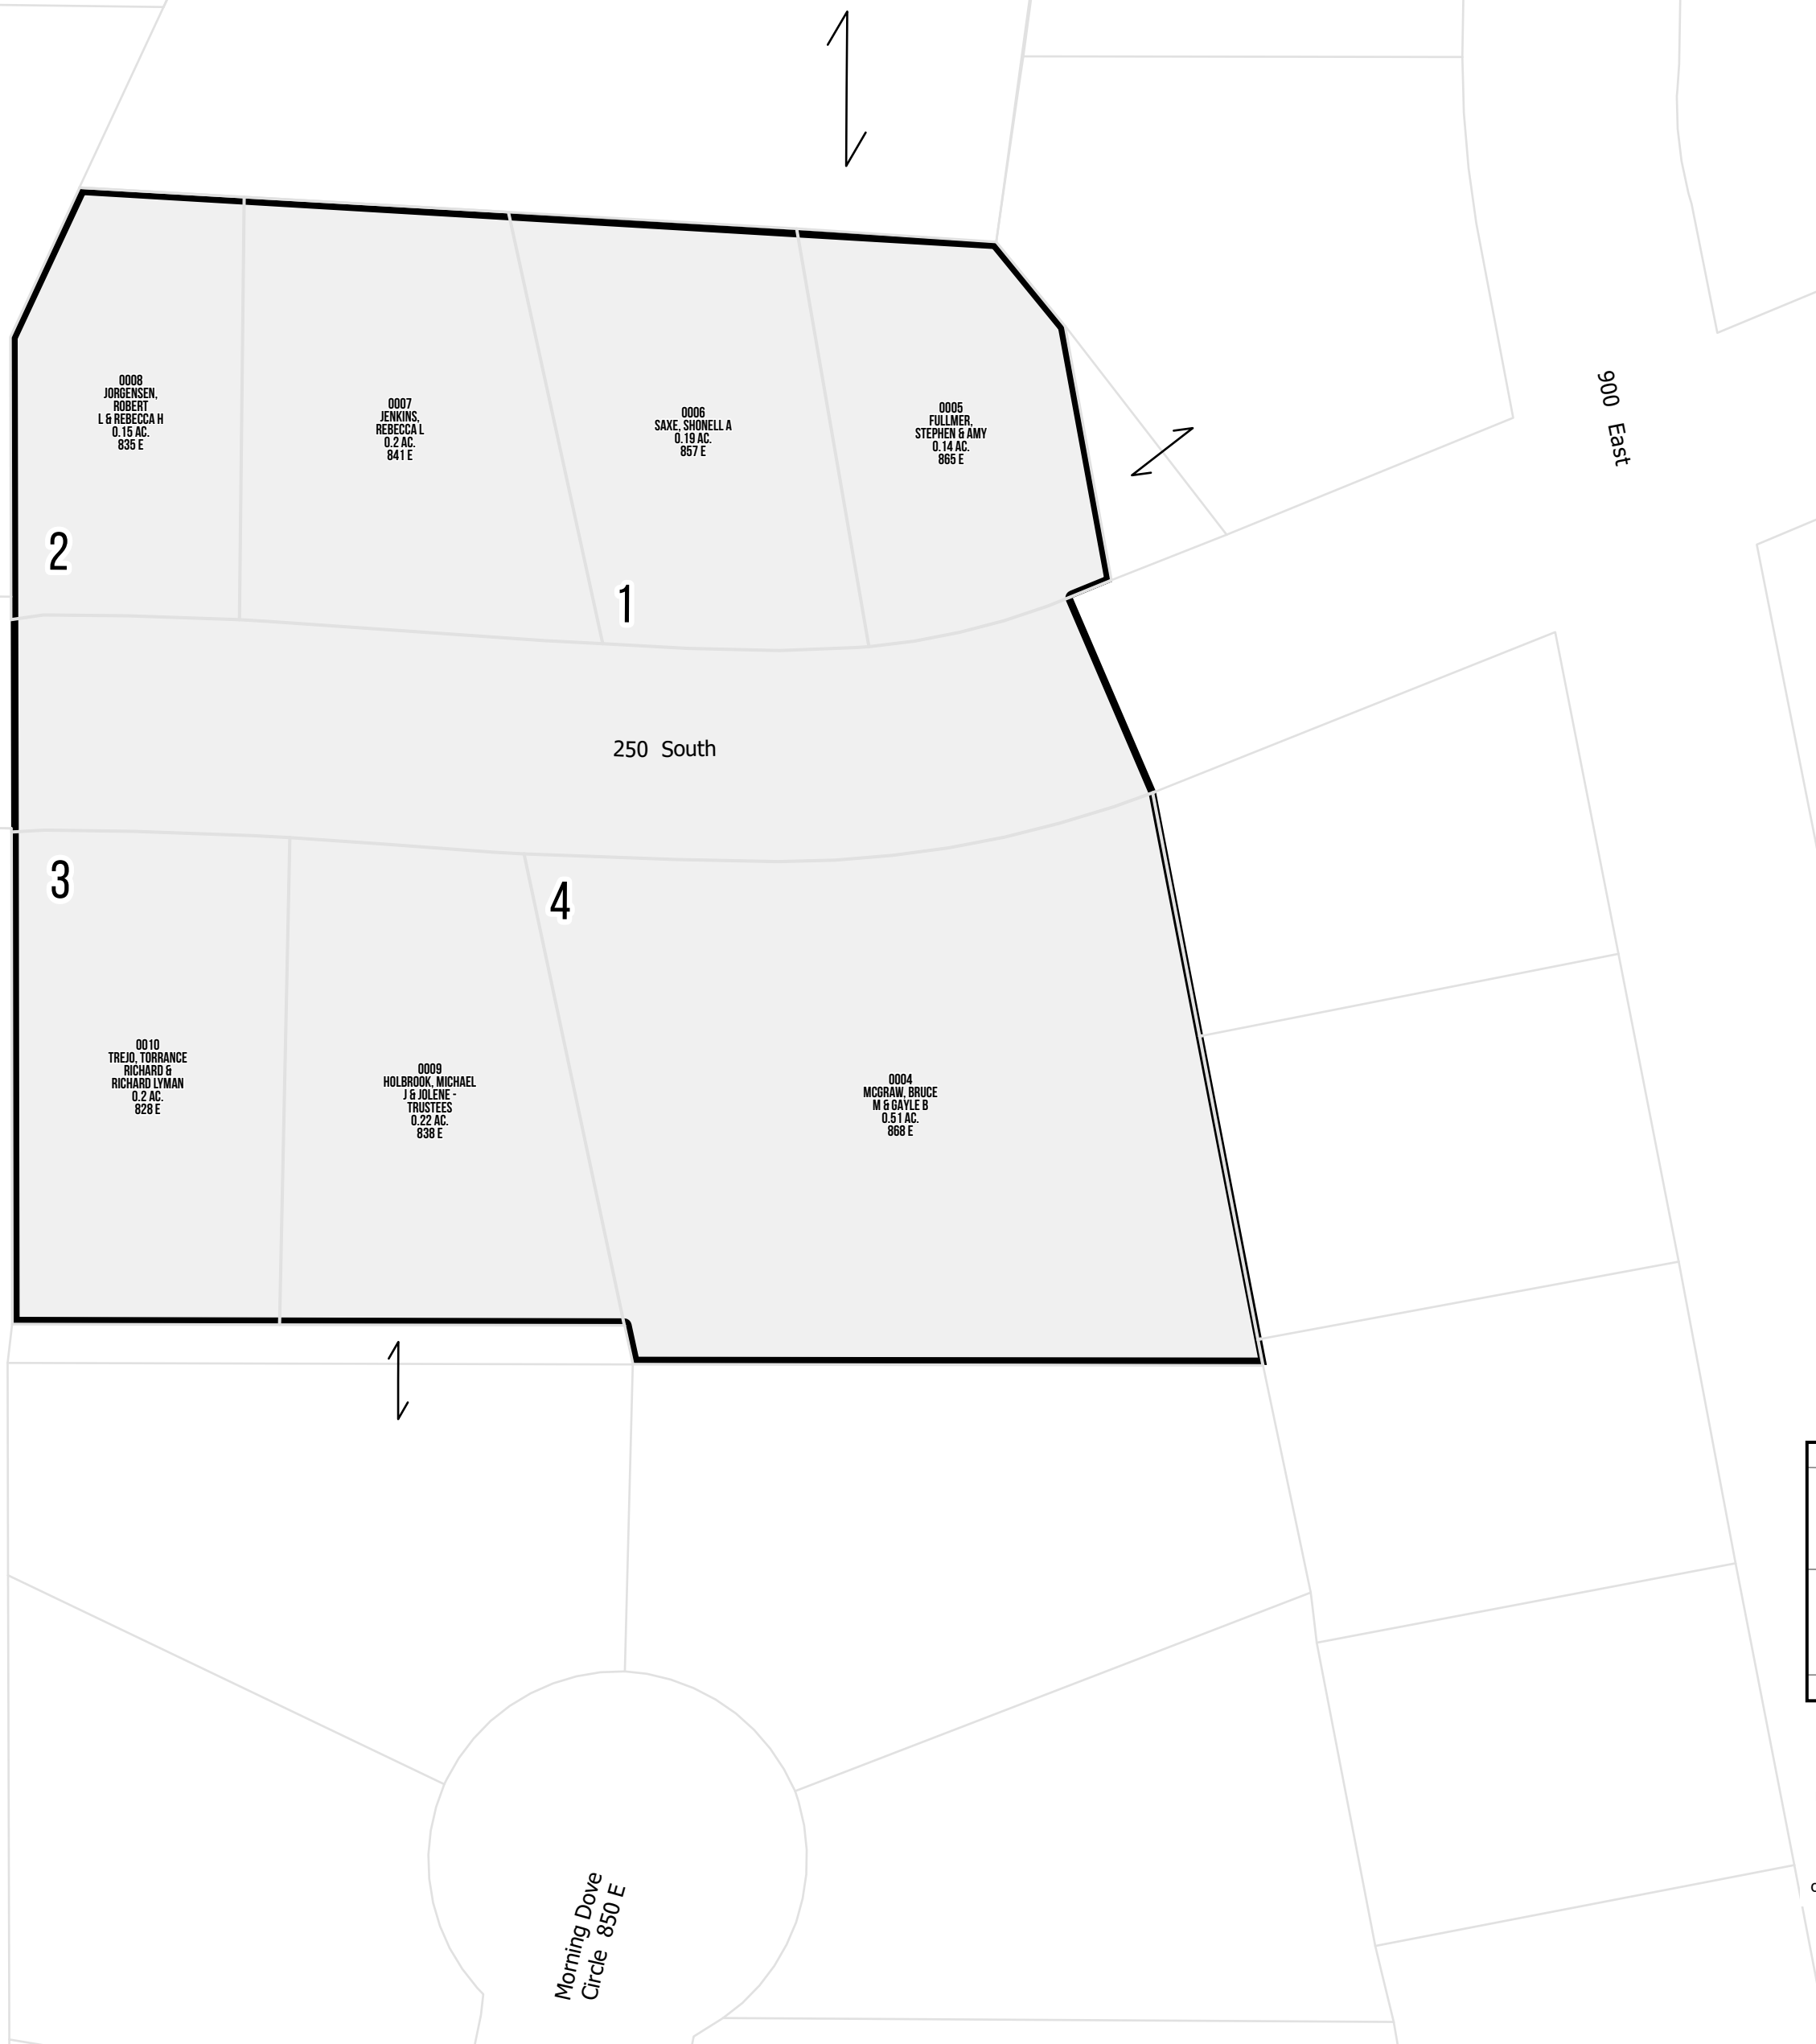 900 East
0008
JORGENSEN,
ROBERT
L & REBECCA H
0.15 AC.
835 E
0007
JENKINS,
REBECCA L
0.2 AC.
841 E
0006
SAXE, SHONELL A
0.19 AC.
857 E
0005
FULLMER,
STEPHEN & AMY
0.14 AC.
865 E
2
1
250 South
3
4
0010
TREJO, TORRANCE
RICHARD &
RICHARD LYMAN
0.2 AC.
828 E
0009
HOLBROOK, MICHAEL
J & JOLENE -
TRUSTEES
0.22 AC.
838 E
0004
MCGRAW, BRUCE
M & GAYLE B
0.51 AC.
868 E
Morning Dove
Circle 850 E